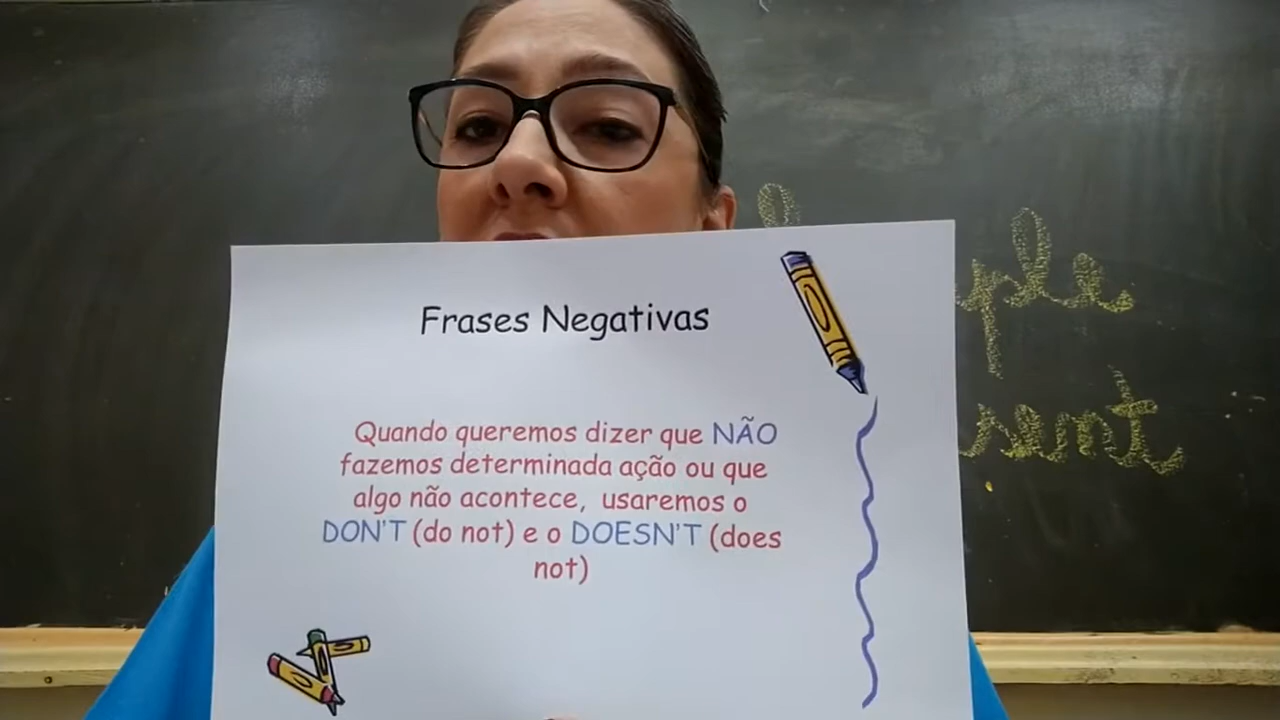 Frases Negativas
Quando queremos dizer que NÃO
fazemos determinada ação ou que
algo não acontece, usaremos o
DON'T (do not) e o DOESN'T (does
not)